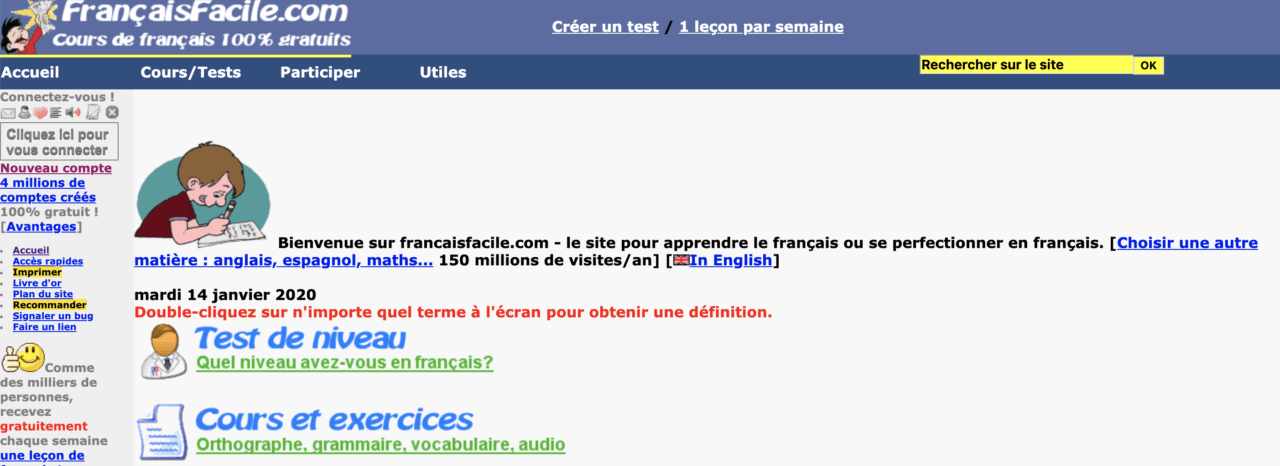 FrançaisFacile.com
Cours de français 100% gratuits
Créer un test / 1 leçon par semaine
Accueil Cours/Tests Participer Utiles
Rechercher sur le site OK
Connectez-vous !
Cliquez ici pour
vous connecter
Nouveau compte
4 millions de
comptes créés
100% gratuit !
[Avantages]
Accueil
Accès rapides
Imprimer
Livre d'or
Plan du site
Recommander
Signaler un bug
Faire un lien
Comme
des milliers de
personnes,
recevez
gratuitement
chaque semaine
une leçon de
Bienvenue sur francaisfacile.com - le site pour apprendre le français ou se perfectionner en français. [Choisir une autre
matière : anglais, espagnol, maths... 150 millions de visites/an] [In English]
mardi 14 janvier 2020
Double-cliquez sur n'importe quel terme à l'écran pour obtenir une définition.
Test de niveau
Quel niveau avez-vous en français?
Cours et exercices
Orthographe, grammaire, vocabulaire, audio